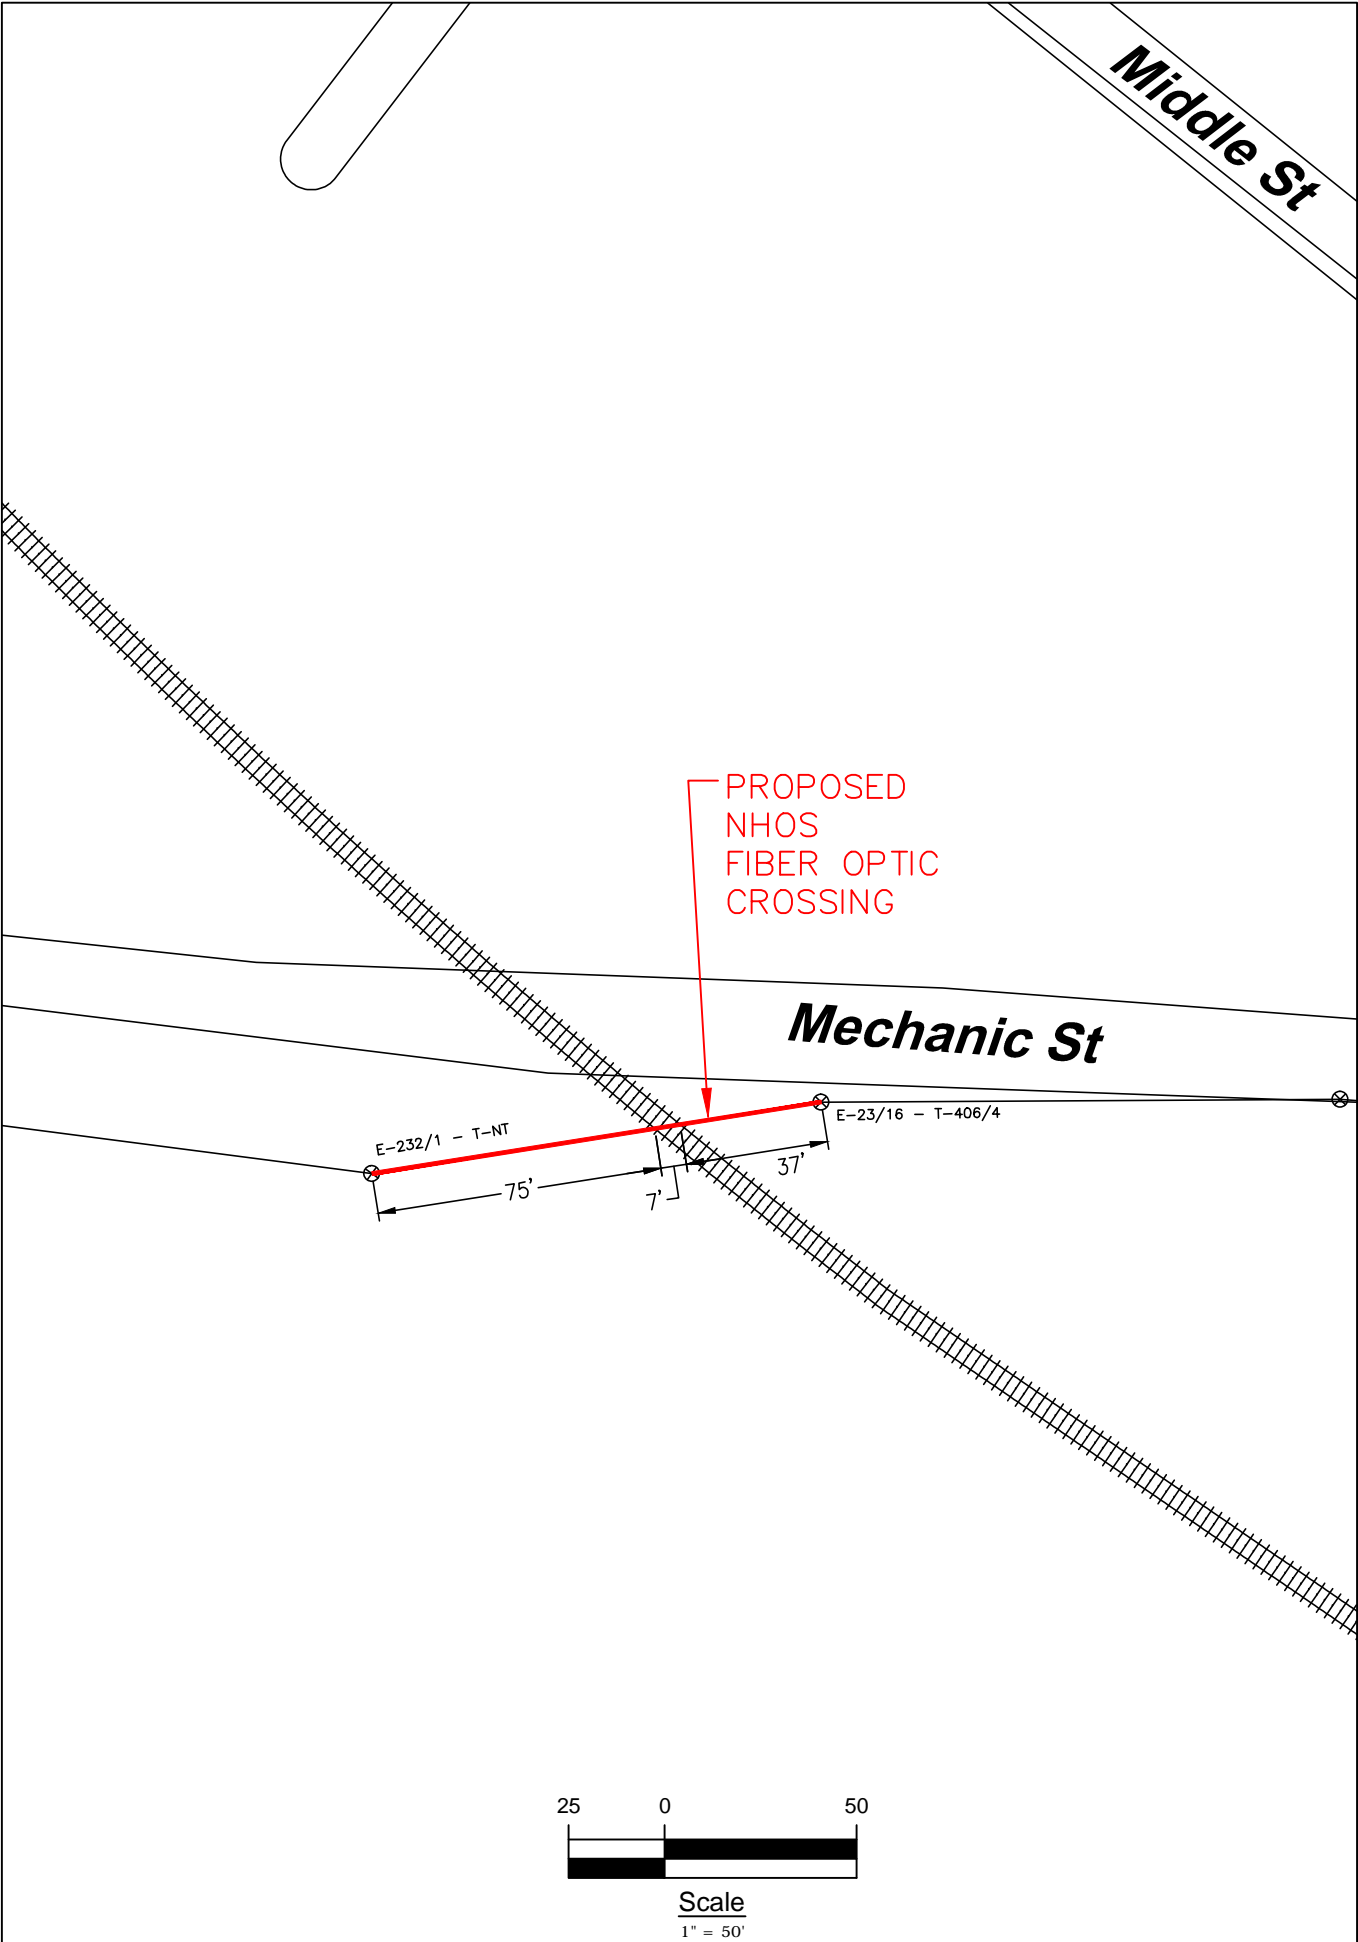 Middle St
PROPOSED
NHOS
FIBER OPTIC
CROSSING
Mechanic St
E-23/16 - T-406/4
E-232/1 - T-NT
37'
75'
7'
25 0 50
Scale
1" = 50'